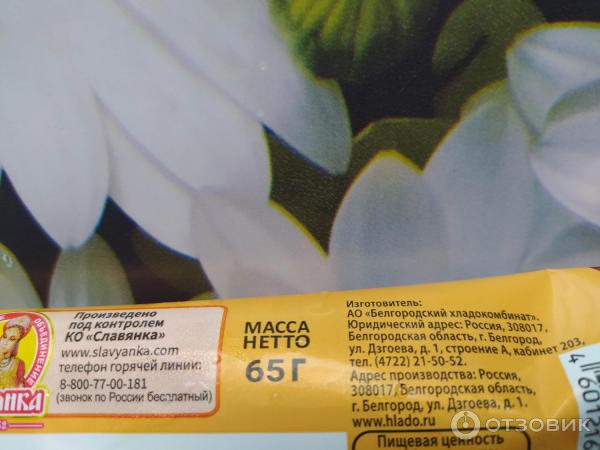 Произведено
под контролем
КО «Славянка»
www.slavyanka.com
телефон горячей линии:
8-800-77-00-181
(звонок по России бесплатный)
ОБЪЕДИНЕНИЕ
МАССА
НЕТТО
65Г
Изготовитель:
АО «Белгородский хладокомбинат».
Юридический адрес: Россия, 308017,
Белгородская область, г. Белгород,
ул. Дзгоева, д. 1, строение А, кабинет 203,
тел. (4722) 21-50-52.
Адрес производства: Россия,
308017, Белгородская область,
г. Белгород, ул. Дзгоева, д. 1.
www.hlado.ru
Пищевая ценность
ОТЗОВИК